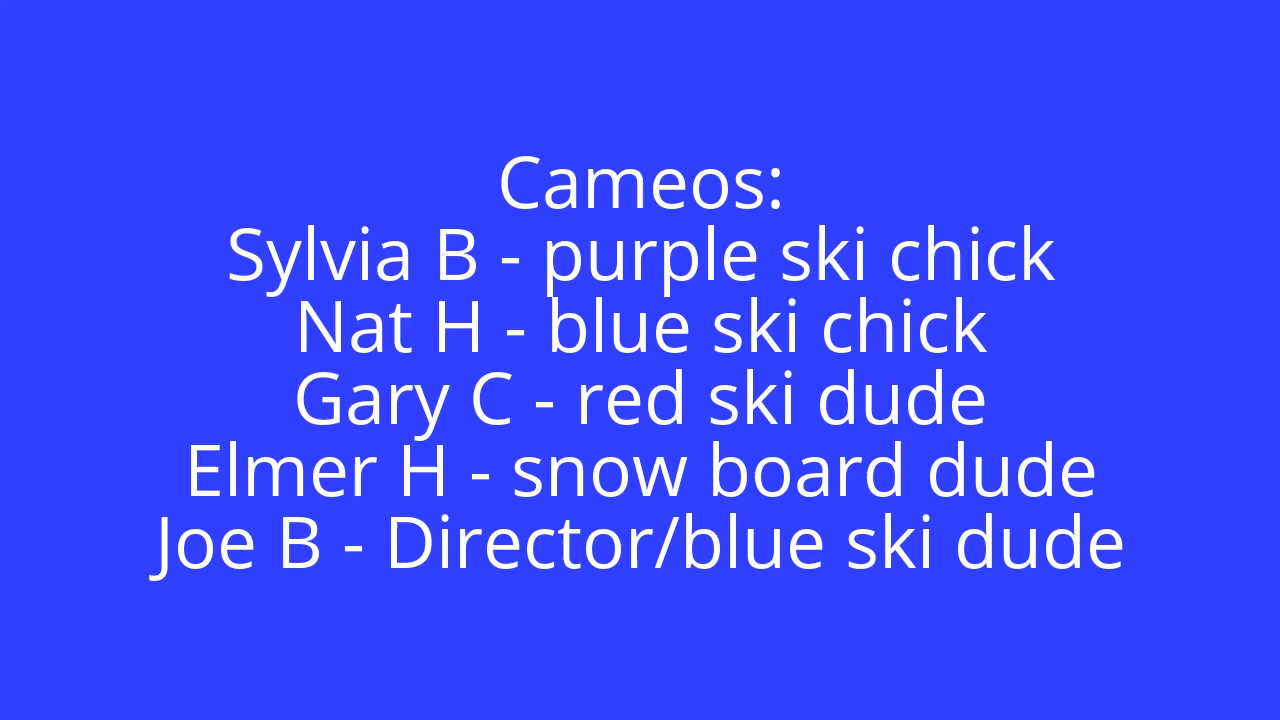 Cameos:
Sylvia B - purple ski chick
Nat H - blue ski chick
Gary C - red ski dude
Elmer H - snow board dude
Joe B - Director/blue ski dude